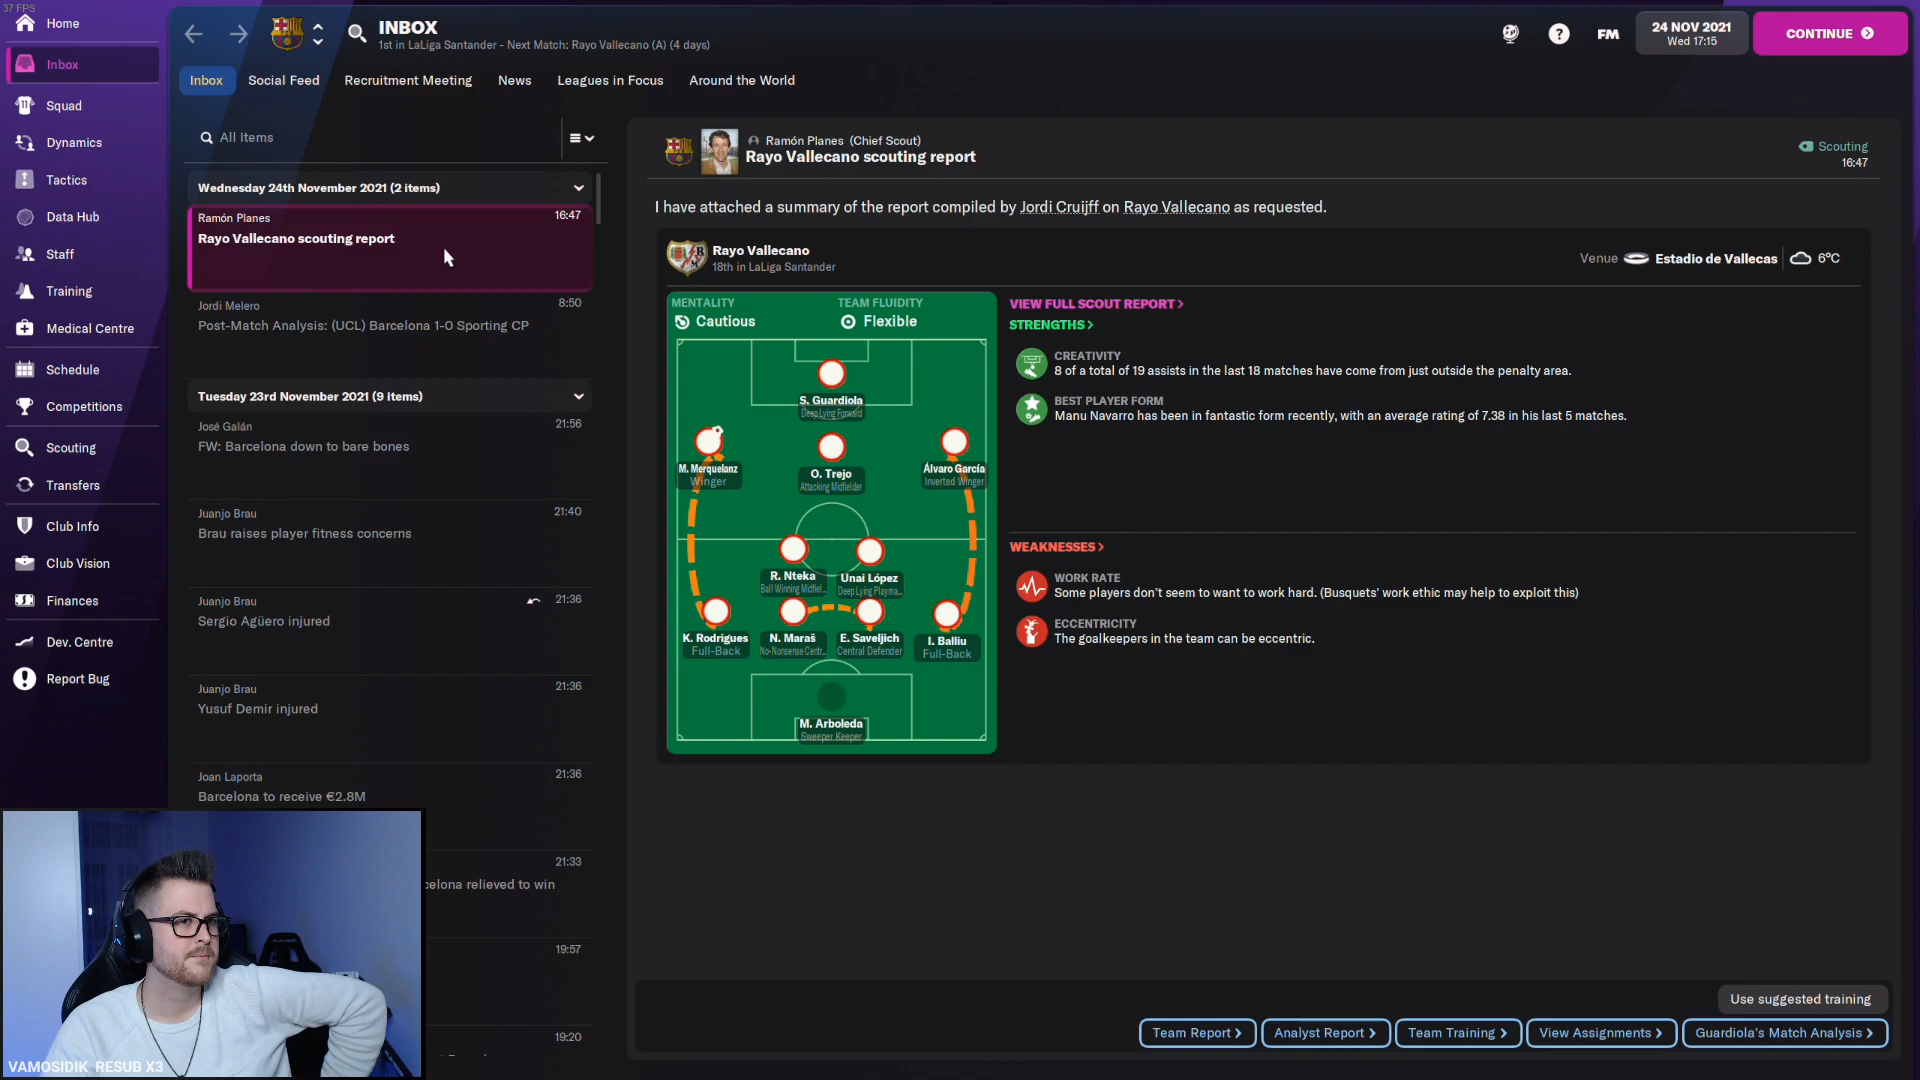 37 FPS
Home
Inbox
Squad
Dynamics
Tactics
Data Hub
Staff
Training
Medical Centre
Schedule
Competitions
Scouting
Transfers
Club Info
Club Vision
Finances
Dev. Centre
Report Bug
INBOX
1st in LaLiga Santander - Next Match: Rayo Vallecano (A) (4 days)
FM
24 NOV 2021
Wed 17:15
CONTINUE
Inbox Social Feed Recruitment Meeting News Leagues in Focus Around the World
All Items
Wednesday 24th November 2021 (2 items)
Ramón Planes 16:47
Rayo Vallecano scouting report
Jordi Melero 8:50
Post-Match Analysis: (UCL) Barcelona 1-0 Sporting CP
Tuesday 23rd November 2021 (9 items)
José Galán 21:56
FW: Barcelona down to bare bones
Juanjo Brau 21:40
Brau raises player fitness concerns
Juanjo Brau 21:36
Sergio Agüero injured
Juanjo Brau 21:36
Yusuf Demir injured
Joan Laporta 21:36
Barcelona to receive €2.8M
21:33
celona relieved to win
19:57
19:20
Ramón Planes (Chief Scout)
Rayo Vallecano scouting report
Scouting
16:47
I have attached a summary of the report compiled by Jordi Cruijff on Rayo Vallecano as requested.
Rayo Vallecano
18th in LaLiga Santander
Venue Estadio de Vallecas 6°C
MENTALITY
Cautious
TEAM FLUIDITY
Flexible
S. Guardiola
Deep Lying Forward
M. Merquelanz
Winger
O. Trejo
Attacking Midfielder
Álvaro García
Inverted Winger
R. Nteka
Ball Winning Midfiel...
Unai López
Deep Lying Playma...
K. Rodrigues
Full-Back
N. Maraš
No-Nonsense Centr...
E. Saveljich
Central Defender
I. Balliu
Full-Back
M. Arboleda
Sweeper Keeper
VIEW FULL SCOUT REPORT >
STRENGTHS >
CREATIVITY
8 of a total of 19 assists in the last 18 matches have come from just outside the penalty area.
BEST PLAYER FORM
Manu Navarro has been in fantastic form recently, with an average rating of 7.38 in his last 5 matches.
WEAKNESSES >
WORK RATE
Some players don't seem to want to work hard. (Busquets' work ethic may help to exploit this)
ECCENTRICITY
The goalkeepers in the team can be eccentric.
Use suggested training
Team Report > Analyst Report > Team Training > View Assignments > Guardiola's Match Analysis >
VAMOSIDIK RESUB X3